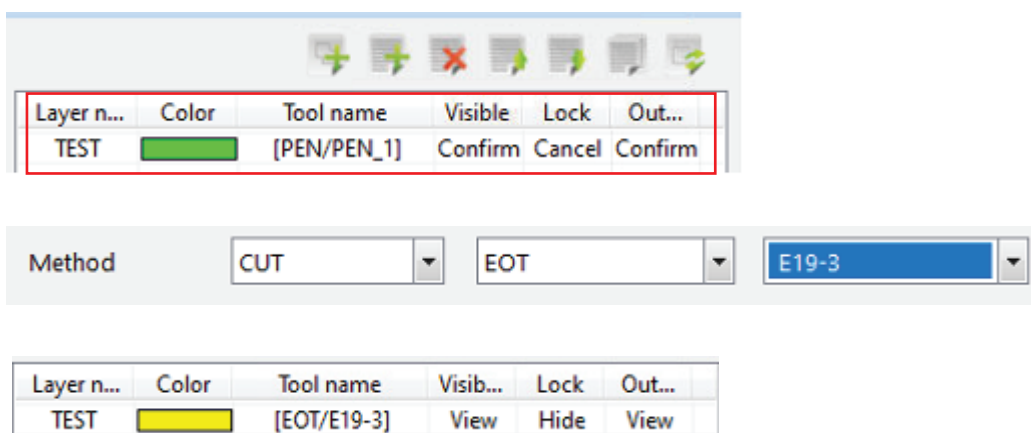 Layer n... Color Tool name Visible Lock Out...
TEST [PEN/PEN_1] Confirm Cancel Confirm
Method CUT EOT E19-3
Layer n... Color Tool name Visib... Lock Out...
TEST [EOT/E19-3] View Hide View